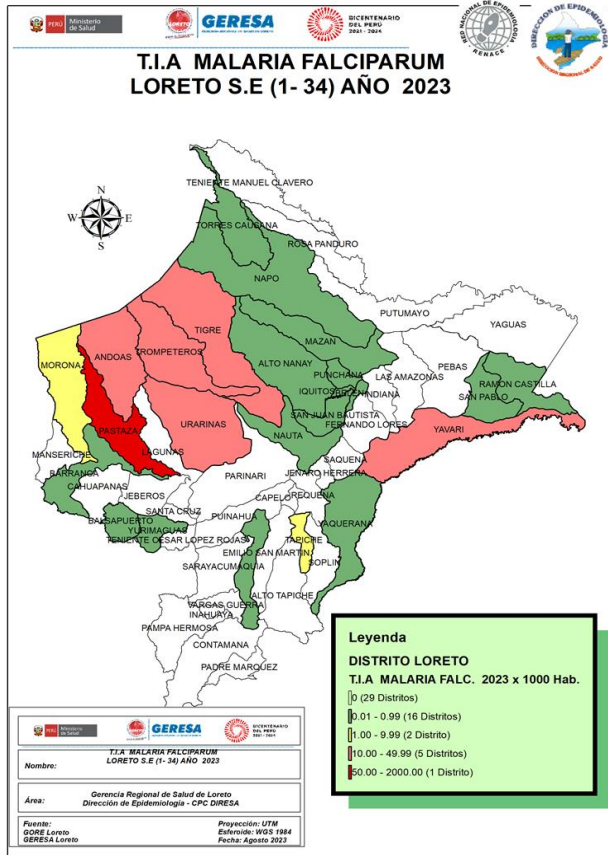 PERÚ Ministerio de Salud
GERESA
BICENTENARIO DEL PERÚ 2021 - 2024
RED NACIONAL DE EPIDEMIOLOGIA - RENACE
DIRECCION DE EPIDEMIOLOGIA
T.I.A MALARIA FALCIPARUM
LORETO S.E (1- 34) AÑO 2023
N
W E
S
TENIENTE MANUEL CLAVERO
TORRES CAUSANA
ROSA PANDURO
NAPO
PUTUMAYO
YAGUAS
TIGRE
MAZAN
MORONA
ANDOAS
TROMPETEROS
ALTO NANAY
PUNCHANA
PEBAS
LAS AMAZONAS
RAMON CASTILLA
IQUITOS
INDIANA
SAN PABLO
SAN JUAN BAUTISTA
FERNANDO LORES
PASTAZA
URARINAS
NAUTA
YAVARI
MANSERICHE
LAGUNAS
SAQUENA
BARRANCA
PARINARI
JENARO HERRERA
CAHUAPANAS
JEBEROS
CAPELO
REQUENA
SANTA CRUZ
PUINAHUA
YAQUERANA
BALSAPUERTO
YURIMAGUAS
TENIENTE CESAR LOPEZ ROJAS
TAPICHE
EMILIO SAN MARTIN
SOPLIN
SARAYACU
MAQUIA
ALTO TAPICHE
VARGAS GUERRA
INAHUAYA
PAMPA HERMOSA
CONTAMANA
PADRE MARQUEZ
Leyenda
DISTRITO LORETO
T.I.A MALARIA FALC. 2023 x 1000 Hab.
0 (29 Distritos)
0.01 - 0.99 (16 Distritos)
1.00 - 9.99 (2 Distrito)
10.00 - 49.99 (5 Distritos)
50.00 - 2000.00 (1 Distrito)
PERÚ Ministerio de Salud
GERESA
BICENTENARIO DEL PERÚ 2021 - 2024
Nombre: T.I.A MALARIA FALCIPARUM
LORETO S.E (1- 34) AÑO 2023
Área: Gerencia Regional de Salud de Loreto
Dirección de Epidemiología - CPC DIRESA
Fuente: Proyección: UTM
GORE Loreto Esferoide: WGS 1984
GERESA Loreto Fecha: Agosto 2023